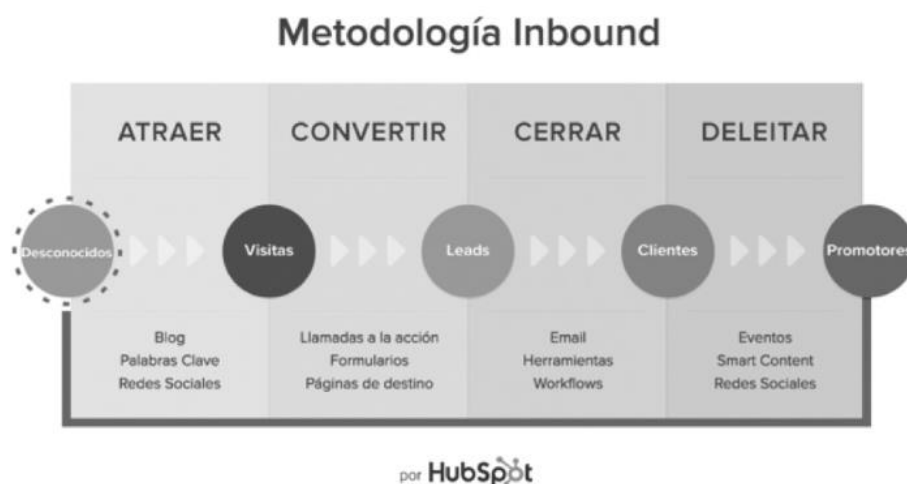 Metodología Inbound
ATRAER
CONVERTIR
CERRAR
DELEITAR
Desconocidos
Visitas
Leads
Clientes
Promotores
Blog
Palabras Clave
Redes Sociales
Llamadas a la acción
Formularios
Páginas de destino
Email
Herramientas
Workflows
Eventos
Smart Content
Redes Sociales
por HubSpot